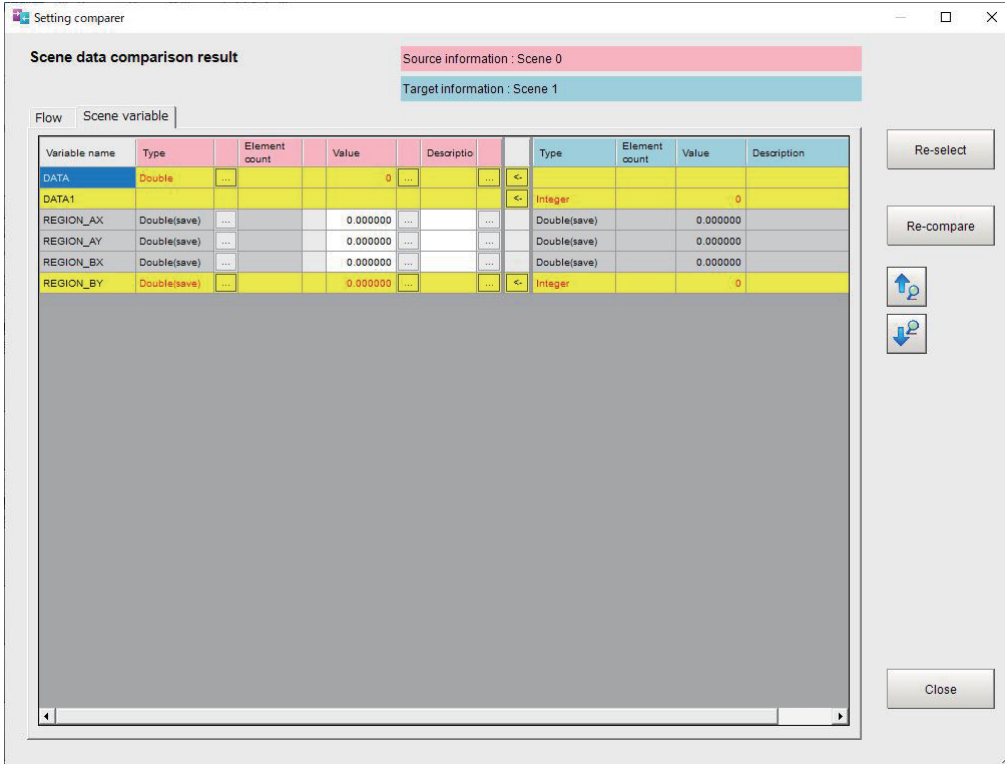 Setting comparer
Scene data comparison result
Source information : Scene 0
Target information : Scene 1
Flow Scene variable
Variable name Type Element count Value Descriptio Type Element count Value Description
DATA Double ... 0 ... ... <-
DATA1 <- Integer 0
REGION_AX Double(save) ... 0.000000 ... ... Double(save) 0.000000
REGION_AY Double(save) ... 0.000000 ... ... Double(save) 0.000000
REGION_BX Double(save) ... 0.000000 ... ... Double(save) 0.000000
REGION_BY Double(save) ... 0.000000 ... ... <- Integer 0
Re-select
Re-compare
Close